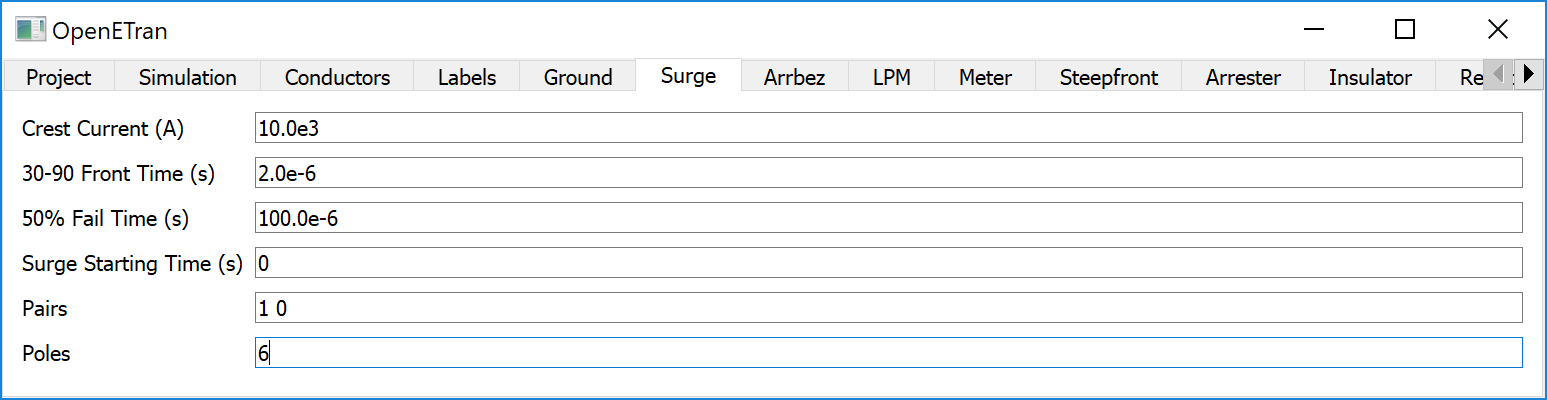 OpenETran
Project Simulation Conductors Labels Ground Surge Arrbez LPM Meter Steepfront Arrester Insulator
Crest Current (A) 10.0e3
30-90 Front Time (s) 2.0e-6
50% Fail Time (s) 100.0e-6
Surge Starting Time (s) 0
Pairs 1 0
Poles 6